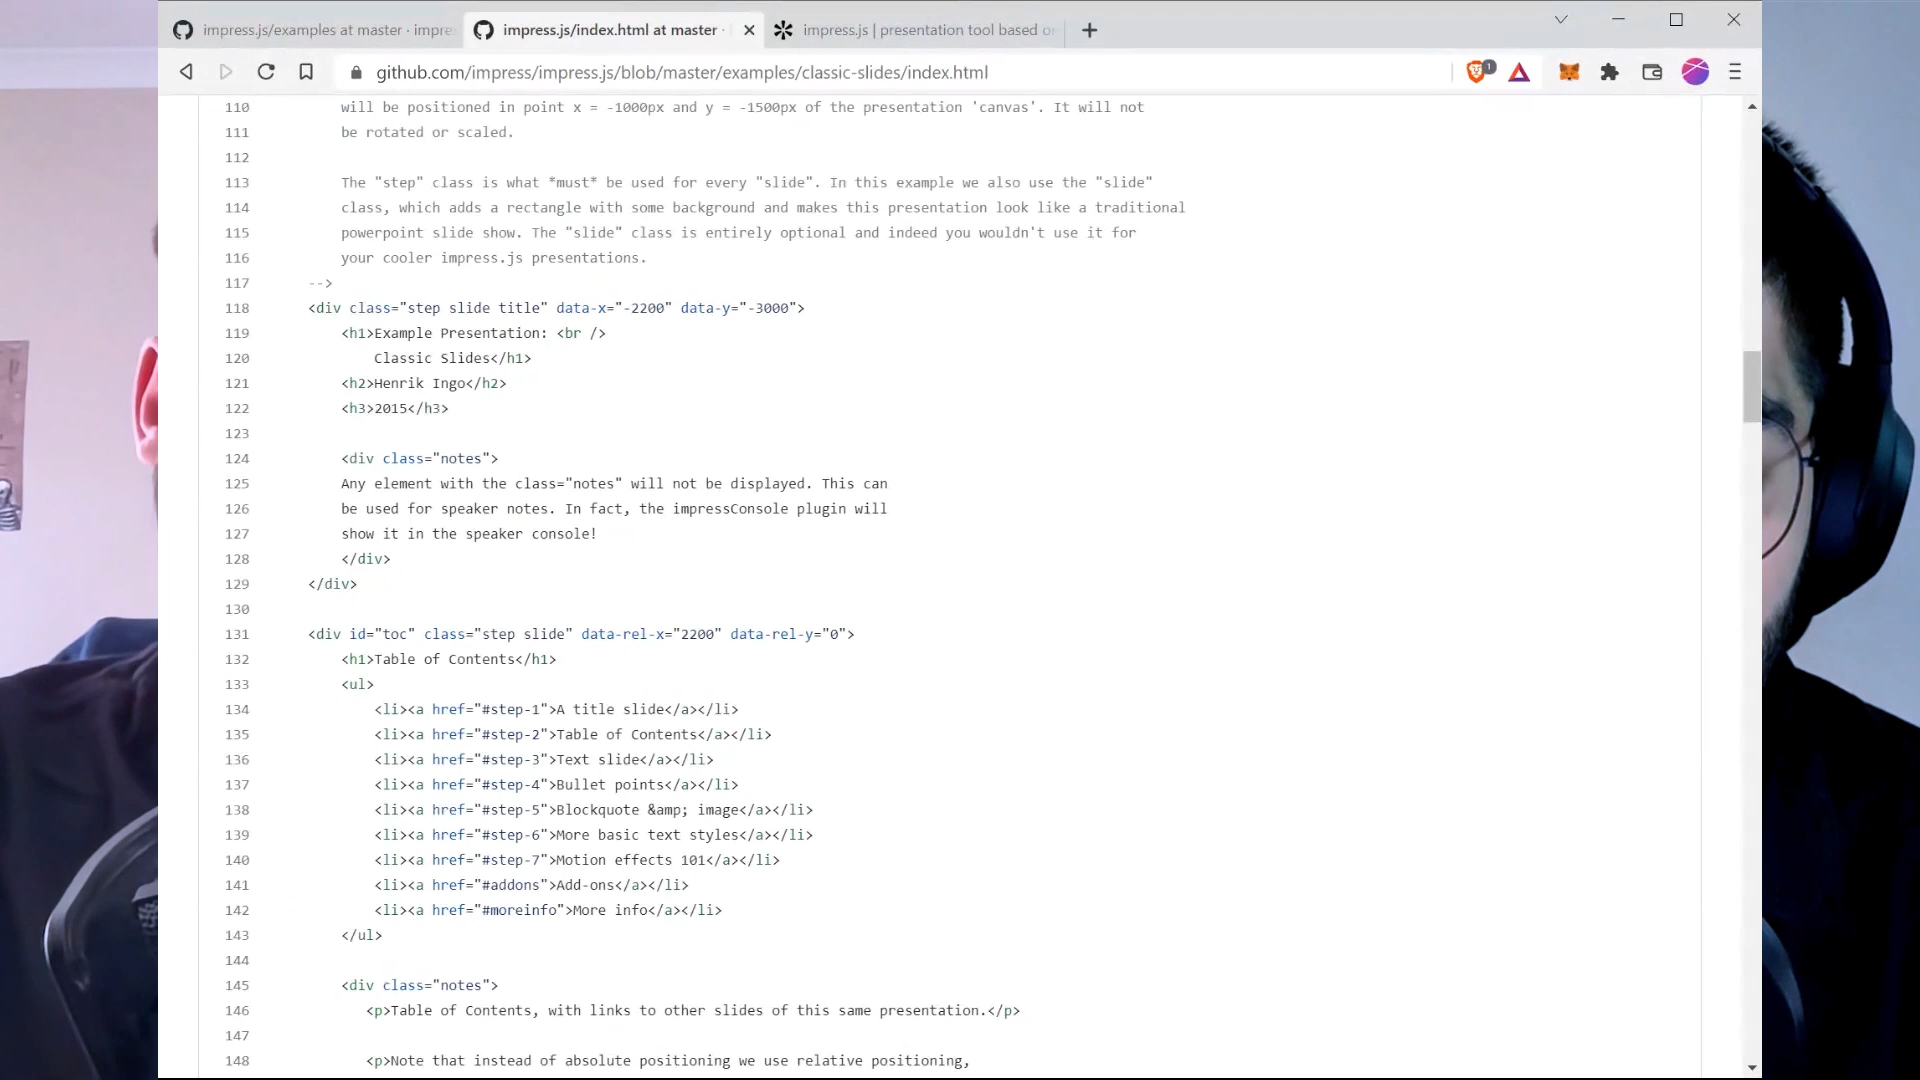 impress.js/examples at master · impre
impress.js/index.html at master ·
impress.js | presentation tool based o
github.com/impress/impress.js/blob/master/examples/classic-slides/index.html
1
110 will be positioned in point x = -1000px and y = -1500px of the presentation 'canvas'. It will not
111 be rotated or scaled.
112
113 The "step" class is what *must* be used for every "slide". In this example we also use the "slide"
114 class, which adds a rectangle with some background and makes this presentation look like a traditional
115 powerpoint slide show. The "slide" class is entirely optional and indeed you wouldn't use it for
116 your cooler impress.js presentations.
117 -->
118 <div class="step slide title" data-x="-2200" data-y="-3000">
119 <h1>Example Presentation: <br />
120 Classic Slides</h1>
121 <h2>Henrik Ingo</h2>
122 <h3>2015</h3>
123
124 <div class="notes">
125 Any element with the class="notes" will not be displayed. This can
126 be used for speaker notes. In fact, the impressConsole plugin will
127 show it in the speaker console!
128 </div>
129 </div>
130
131 <div id="toc" class="step slide" data-rel-x="2200" data-rel-y="0">
132 <h1>Table of Contents</h1>
133 <ul>
134 <li><a href="#step-1">A title slide</a></li>
135 <li><a href="#step-2">Table of Contents</a></li>
136 <li><a href="#step-3">Text slide</a></li>
137 <li><a href="#step-4">Bullet points</a></li>
138 <li><a href="#step-5">Blockquote &amp; image</a></li>
139 <li><a href="#step-6">More basic text styles</a></li>
140 <li><a href="#step-7">Motion effects 101</a></li>
141 <li><a href="#addons">Add-ons</a></li>
142 <li><a href="#moreinfo">More info</a></li>
143 </ul>
144
145 <div class="notes">
146 <p>Table of Contents, with links to other slides of this same presentation.</p>
147
148 <p>Note that instead of absolute positioning we use relative positioning,